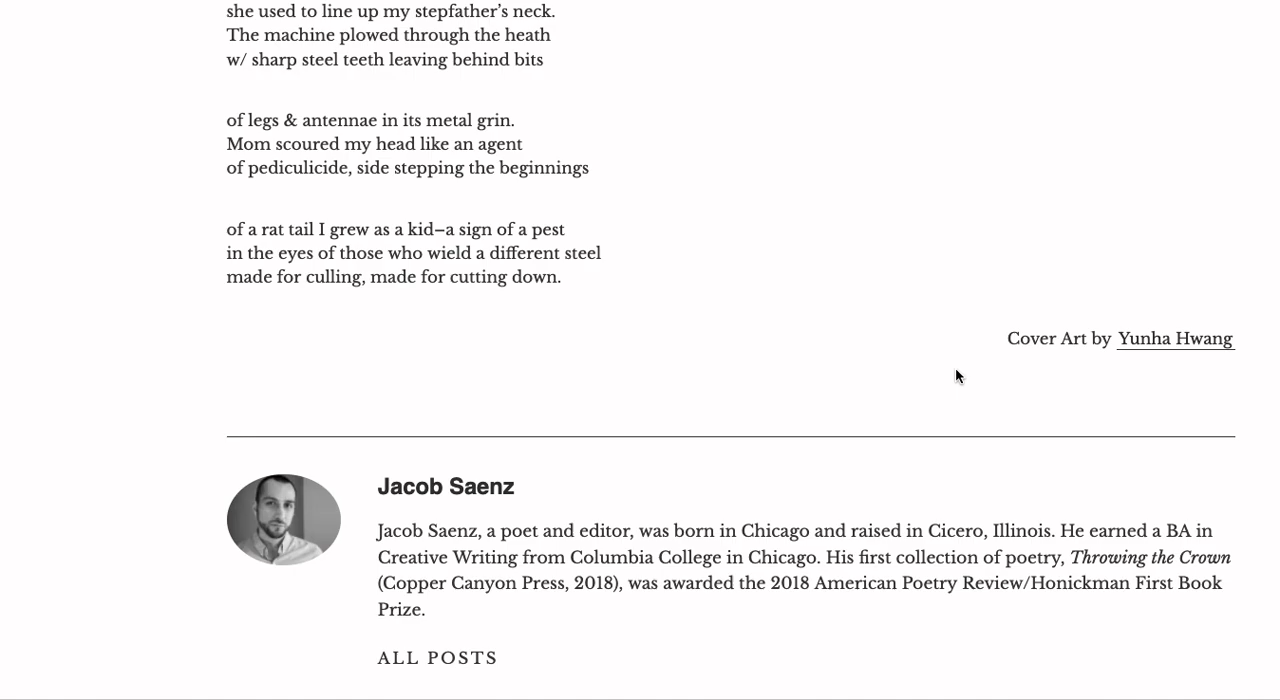 she used to line up my stepfather’s neck.
The machine plowed through the heath
w/ sharp steel teeth leaving behind bits
of legs & antennae in its metal grin.
Mom scoured my head like an agent
of pediculicide, side stepping the beginnings
of a rat tail I grew as a kid–a sign of a pest
in the eyes of those who wield a different steel
made for culling, made for cutting down.
Cover Art by Yunha Hwang
Jacob Saenz
Jacob Saenz, a poet and editor, was born in Chicago and raised in Cicero, Illinois. He earned a BA in
Creative Writing from Columbia College in Chicago. His first collection of poetry, Throwing the Crown
(Copper Canyon Press, 2018), was awarded the 2018 American Poetry Review/Honickman First Book
Prize.
ALL POSTS